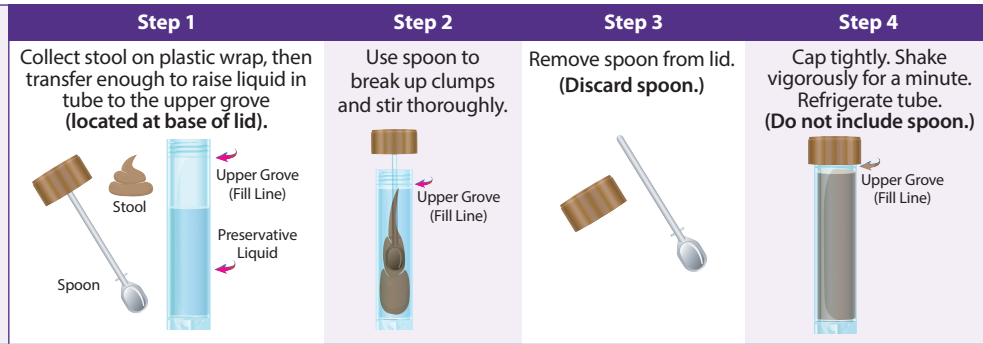 Step 1
Collect stool on plastic wrap, then
transfer enough to raise liquid in
tube to the upper grove
(located at base of lid).
Stool
Spoon
Upper Grove
(Fill Line)
Preservative
Liquid
Step 2
Use spoon to
break up clumps
and stir thoroughly.
Upper Grove
(Fill Line)
Step 3
Remove spoon from lid.
(Discard spoon.)
Step 4
Cap tightly. Shake
vigorously for a minute.
Refrigerate tube.
(Do not include spoon.)
Upper Grove
(Fill Line)